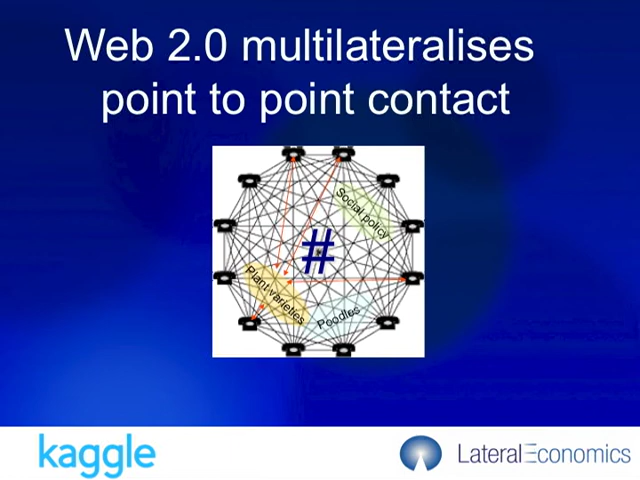 Web 2.0 multilateralises
point to point contact
Social policy
#
Plant varieties
Poodles
kaggle
LateralEconomics